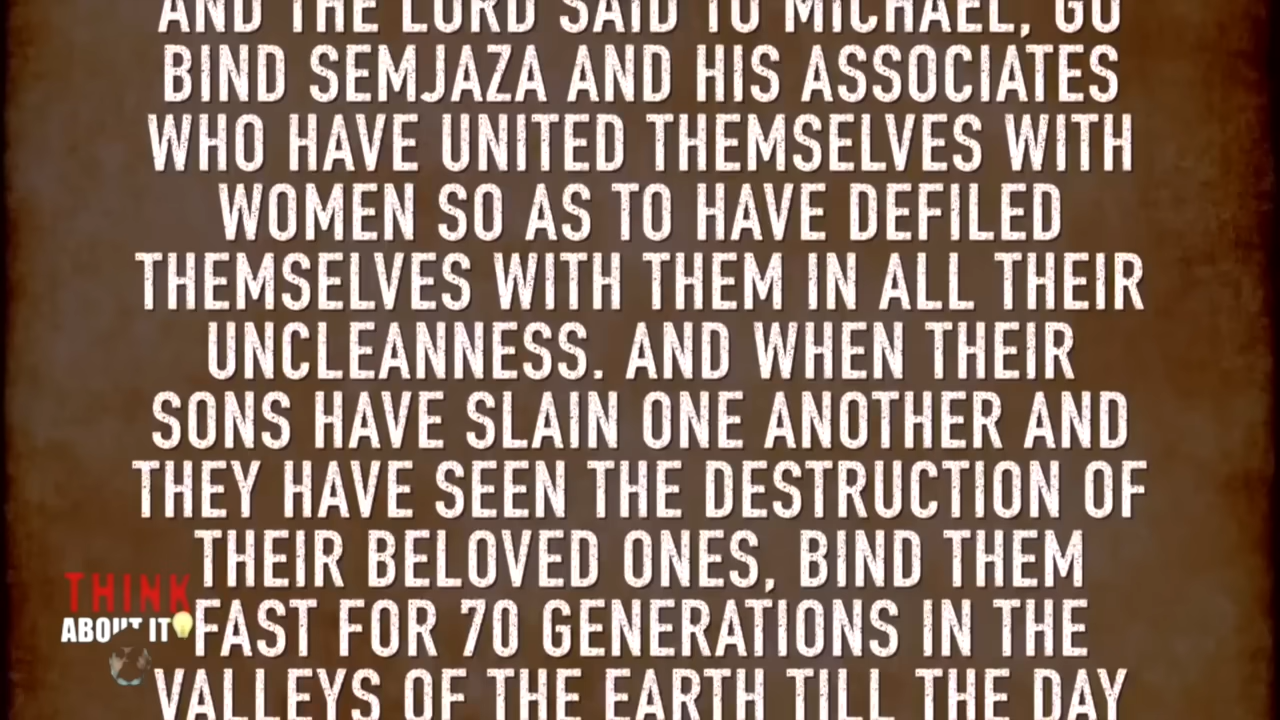 AND THE LORD SAID TO MICHAEL, GO
BIND SEMJAZA AND HIS ASSOCIATES
WHO HAVE UNITED THEMSELVES WITH
WOMEN SO AS TO HAVE DEFILED
THEMSELVES WITH THEM IN ALL THEIR
UNCLEANNESS. AND WHEN THEIR
SONS HAVE SLAIN ONE ANOTHER AND
THEY HAVE SEEN THE DESTRUCTION OF
THEIR BELOVED ONES, BIND THEM
FAST FOR 70 GENERATIONS IN THE
VALLEYS OF THE EARTH TILL THE DAY
THINK
ABOUT IT